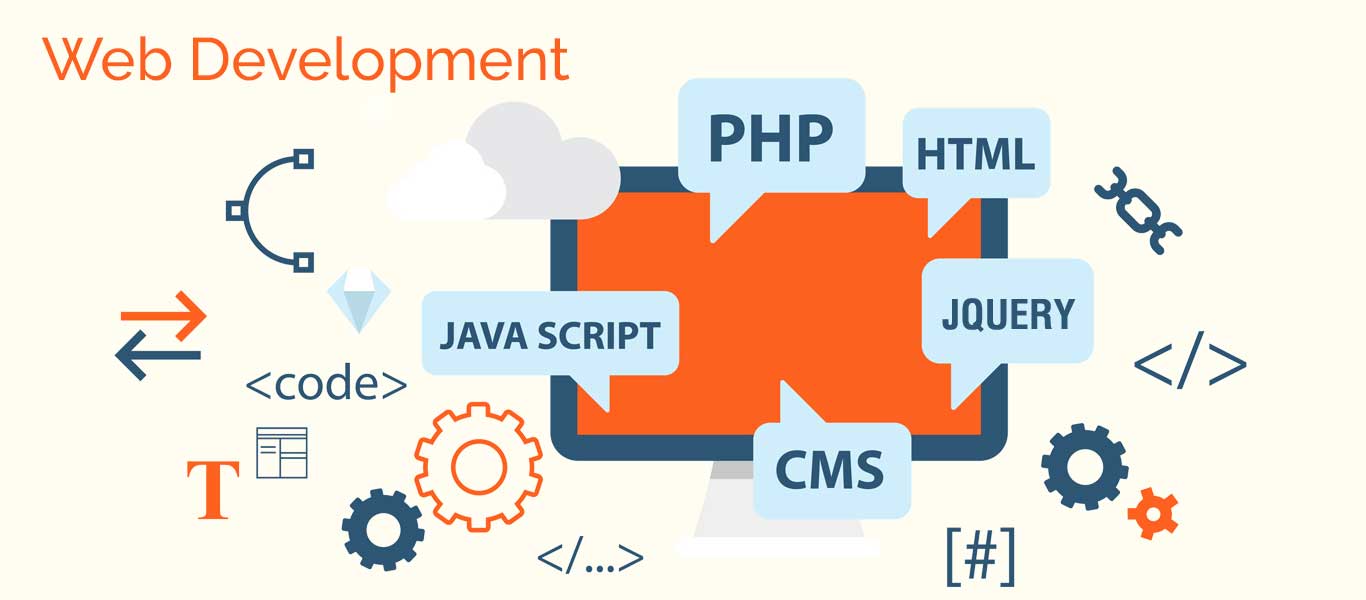 Web Development
PHP
HTML
JAVA SCRIPT
JQUERY
<code>
</>
T
CMS
</...>
[#]